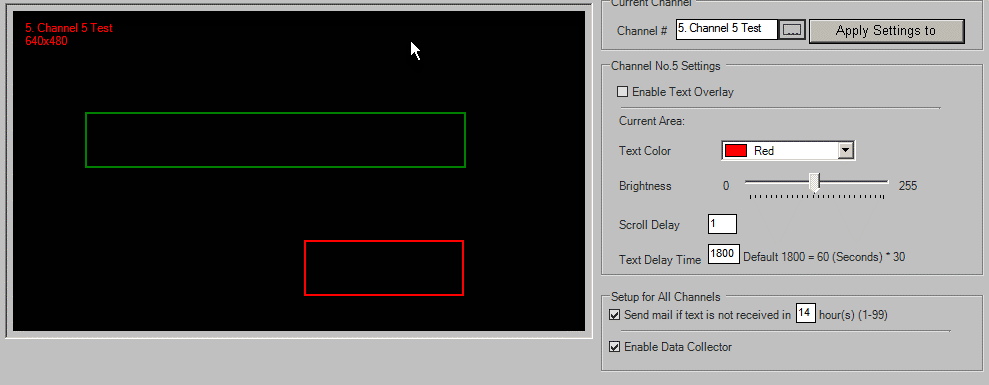 5. Channel 5 Test
640x480
Current Channel
Channel # 5. Channel 5 Test ... Apply Settings to
Channel No.5 Settings
Enable Text Overlay
Current Area:
Text Color Red
Brightness 0 255
Scroll Delay 1
Text Delay Time 1800 Default 1800 = 60 (Seconds) * 30
Setup for All Channels
Send mail if text is not received in 14 hour(s) (1-99)
Enable Data Collector